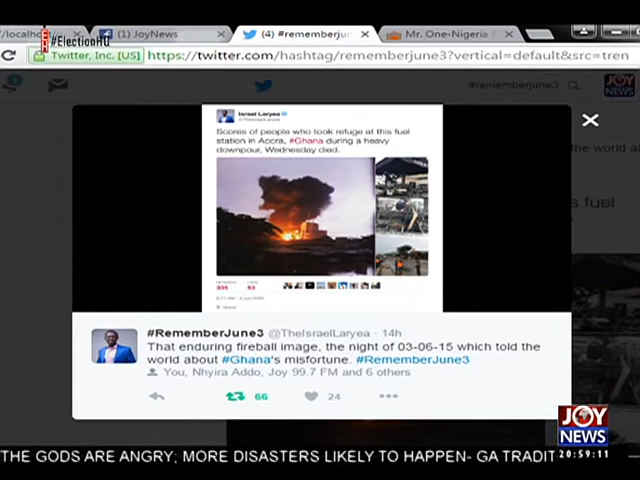 #ElectionHQ
(1) JoyNews
(4) #rememberjun
Mr. One-Nigeria
Twitter, Inc. [US]
https://twitter.com/hashtag/rememberjune3?vertical=default&src=tren
#rememberjune3
JOY
NEWS
Israel Laryea
Scores of people who took refuge at this fuel
station in Accra, #Ghana during a heavy
downpour, Wednesday died.
335 53
the world a
s fuel
#RememberJune3 @TheIsraelLaryea · 14h
That enduring fireball image, the night of 03-06-15 which told the
world about #Ghana's misfortune. #RememberJune3
You, Nhyira Addo, Joy 99.7 FM and 6 others
66 24
JOY
NEWS
20:59:11
THE GODS ARE ANGRY; MORE DISASTERS LIKELY TO HAPPEN- GA TRADIT